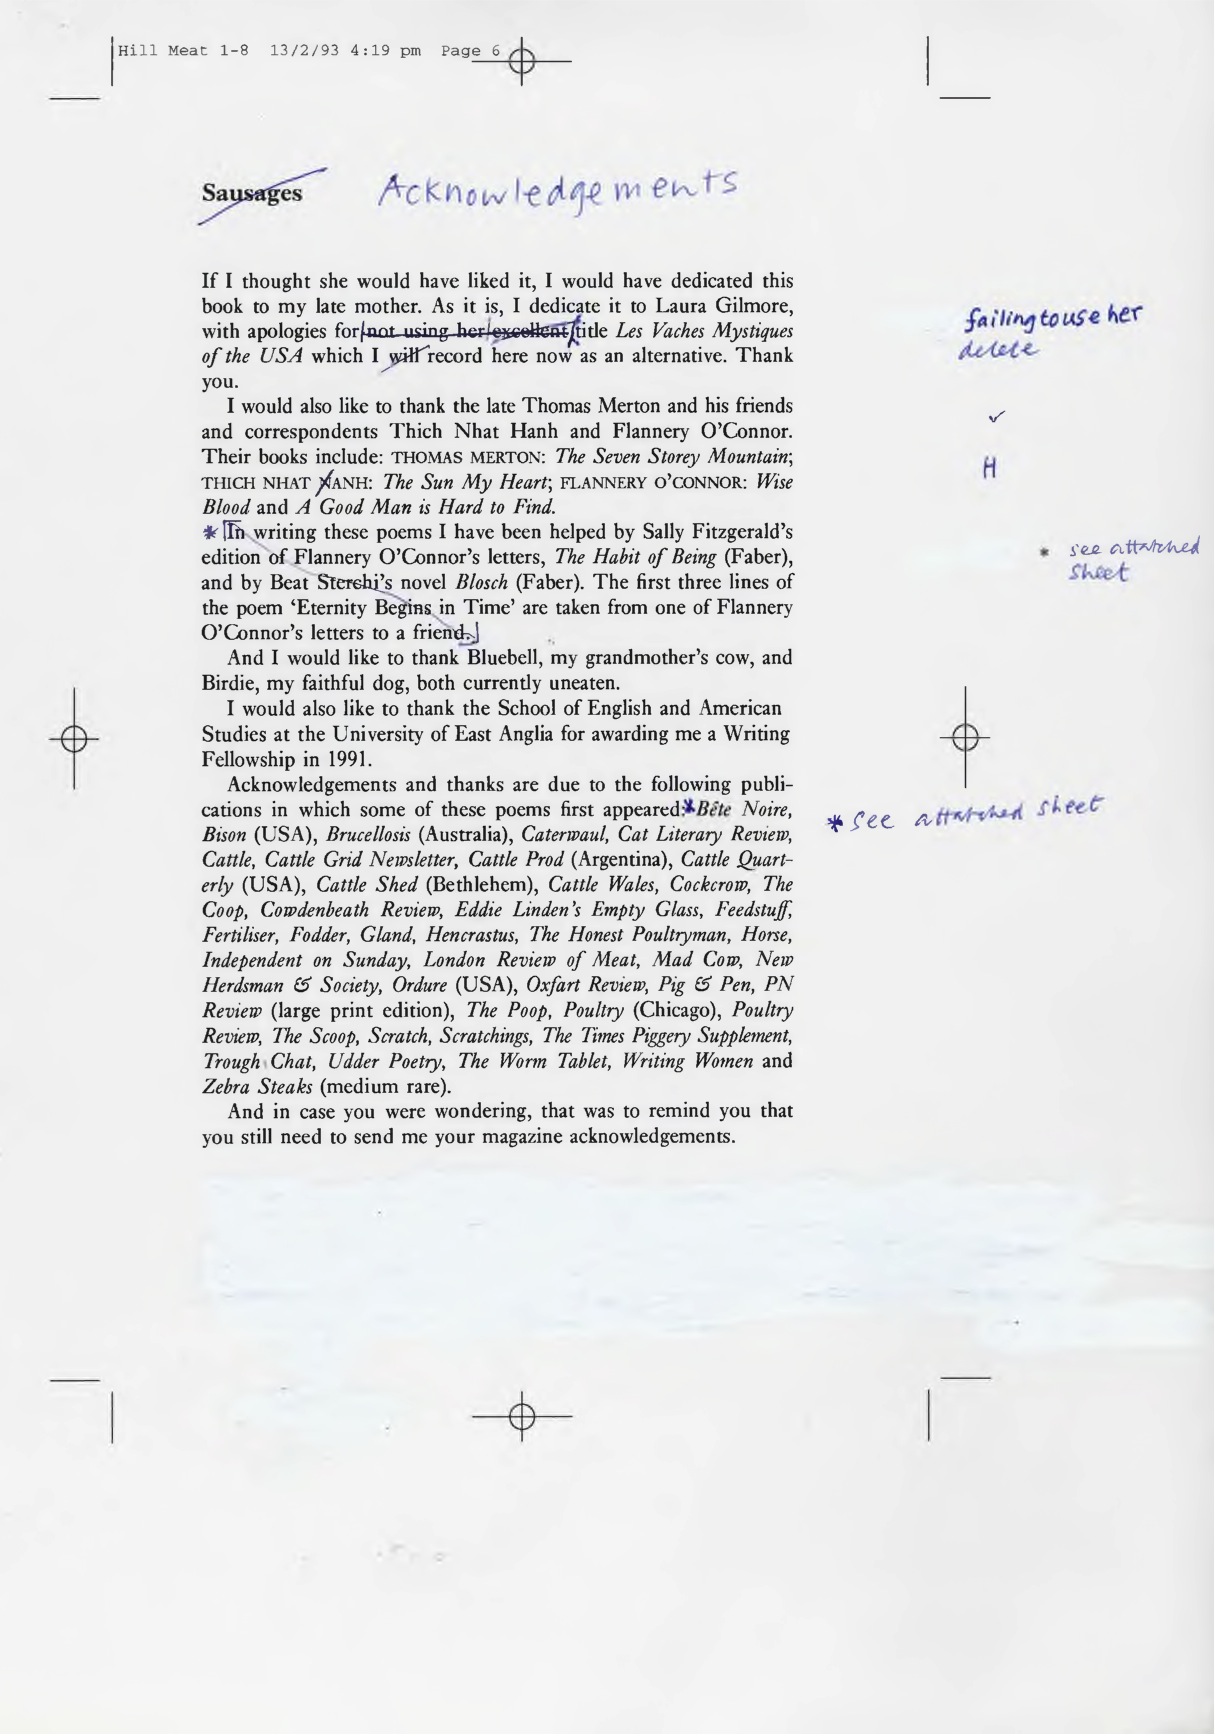 Hill Meat 1-8 13/2/93 4:19 pm Page 6
Sausages Acknowledgements
If I thought she would have liked it, I would have dedicated this
book to my late mother. As it is, I dedicate it to Laura Gilmore,
with apologies for not using her excellent title Les Vaches Mystiques
failing to use her
of the USA which I will record here now as an alternative. Thank
delete
you.
I would also like to thank the late Thomas Merton and his friends
✓
and correspondents Thich Nhat Hanh and Flannery O'Connor.
Their books include: THOMAS MERTON: The Seven Storey Mountain;
H
THICH NHAT NANH: The Sun My Heart; FLANNERY O'CONNOR: Wise
Blood and A Good Man is Hard to Find.
* In writing these poems I have been helped by Sally Fitzgerald's
edition of Flannery O'Connor's letters, The Habit of Being (Faber),
* see attatched
sheet
and by Beat Sterchi's novel Blosch (Faber). The first three lines of
the poem ‘Eternity Begins in Time’ are taken from one of Flannery
O'Connor's letters to a friend.
And I would like to thank Bluebell, my grandmother's cow, and
Birdie, my faithful dog, both currently uneaten.
I would also like to thank the School of English and American
Studies at the University of East Anglia for awarding me a Writing
Fellowship in 1991.
Acknowledgements and thanks are due to the following publi-
cations in which some of these poems first appeared:* Bête Noire,
* see attatched sheet
Bison (USA), Brucellosis (Australia), Caterwaul, Cat Literary Review,
Cattle, Cattle Grid Newsletter, Cattle Prod (Argentina), Cattle Quart-
erly (USA), Cattle Shed (Bethlehem), Cattle Wales, Cockcrow, The
Coop, Cowdenbeath Review, Eddie Linden's Empty Glass, Feedstuff,
Fertiliser, Fodder, Gland, Hencrastus, The Honest Poultryman, Horse,
Independent on Sunday, London Review of Meat, Mad Cow, New
Herdsman & Society, Ordure (USA), Oxfart Review, Pig & Pen, PN
Review (large print edition), The Poop, Poultry (Chicago), Poultry
Review, The Scoop, Scratch, Scratchings, The Times Piggery Supplement,
Trough Chat, Udder Poetry, The Worm Tablet, Writing Women and
Zebra Steaks (medium rare).
And in case you were wondering, that was to remind you that
you still need to send me your magazine acknowledgements.